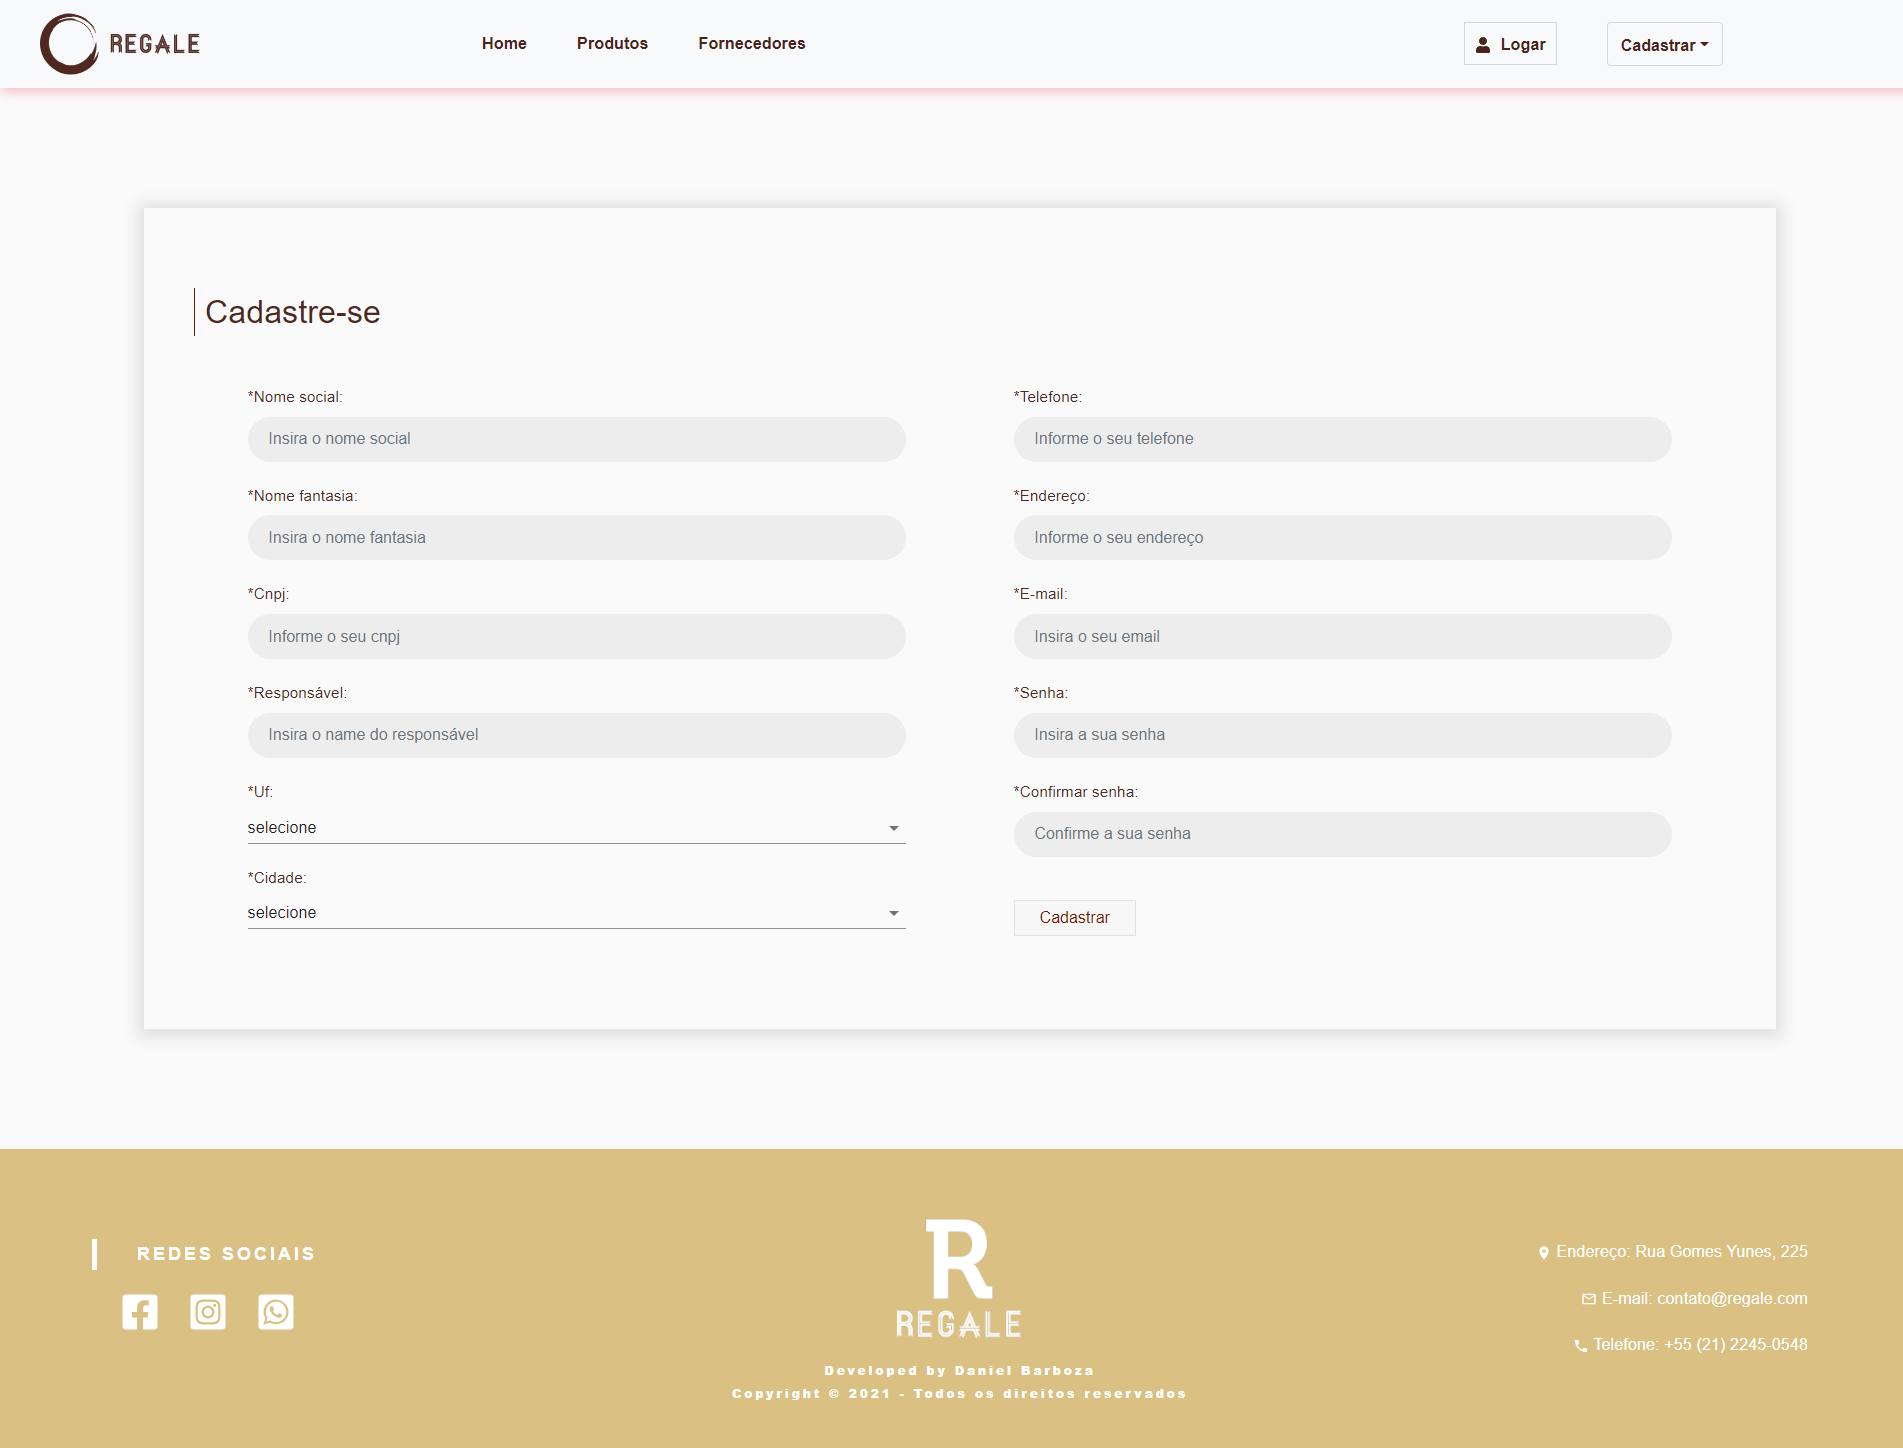 REGALE
Home
Produtos
Fornecedores
Logar
Cadastrar
Cadastre-se
*Nome social:
Insira o nome social
*Nome fantasia:
Insira o nome fantasia
*Cnpj:
Informe o seu cnpj
*Responsável:
Insira o name do responsável
*Uf:
selecione
*Cidade:
selecione
*Telefone:
Informe o seu telefone
*Endereço:
Informe o seu endereço
*E-mail:
Insira o seu email
*Senha:
Insira a sua senha
*Confirmar senha:
Confirme a sua senha
Cadastrar
REDES SOCIAIS
R
REGALE
Developed by Daniel Barboza
Copyright © 2021 - Todos os direitos reservados
Endereço: Rua Gomes Yunes, 225
E-mail: contato@regale.com
Telefone: +55 (21) 2245-0548